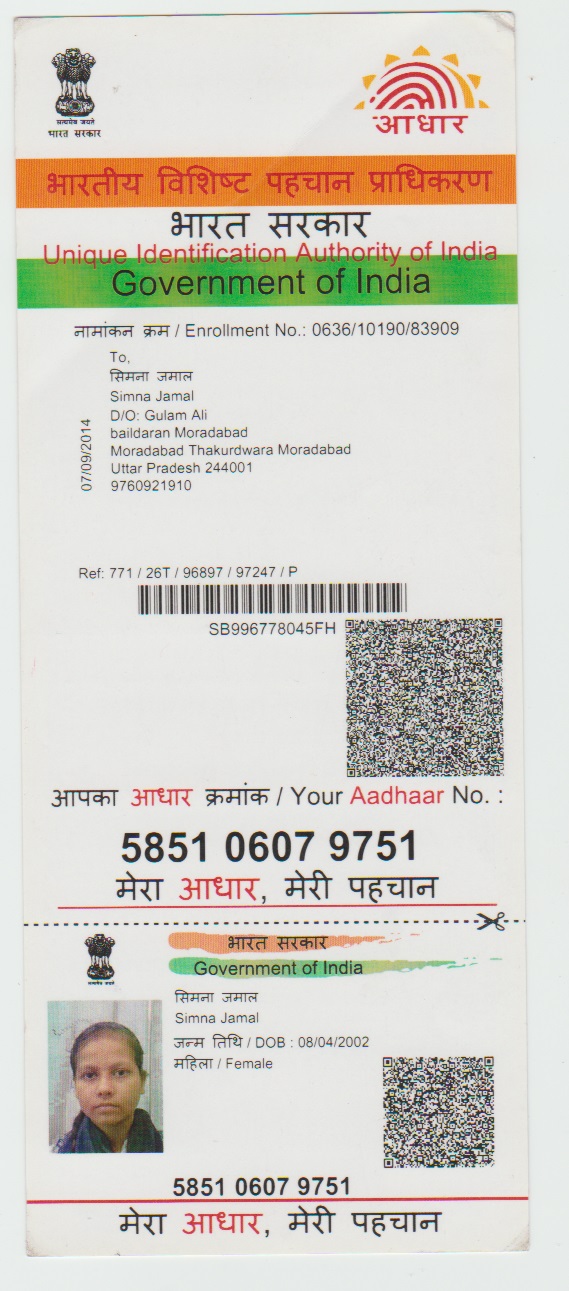 सत्यमेव जयते
भारत सरकार
आधार
भारतीय विशिष्ट पहचान प्राधिकरण
भारत सरकार
Unique Identification Authority of India
Government of India
नामांकन क्रम / Enrollment No.: 0636/10190/83909
To,
सिमना जमाल
Simna Jamal
D/O: Gulam Ali
baildaran Moradabad
Moradabad Thakurdwara Moradabad
Uttar Pradesh 244001
9760921910
07/09/2014
Ref: 771 / 26T / 96897 / 97247 / P
SB996778045FH
आपका आधार क्रमांक / Your Aadhaar No. :
5851 0607 9751
मेरा आधार, मेरी पहचान
भारत सरकार
Government of India
सिमना जमाल
Simna Jamal
जन्म तिथि / DOB : 08/04/2002
महिला / Female
5851 0607 9751
मेरा आधार, मेरी पहचान